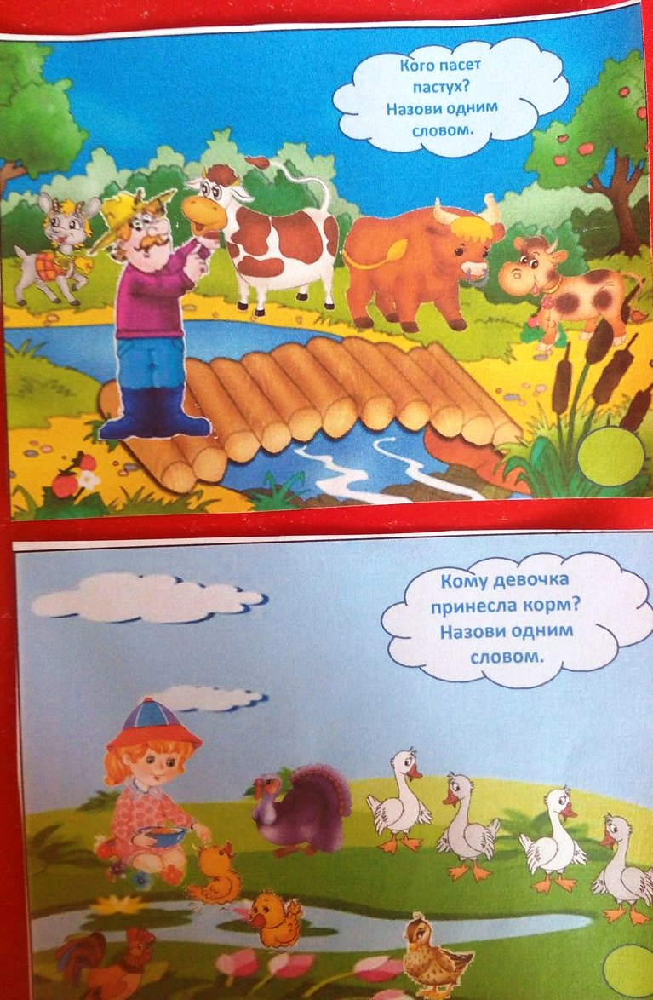 Кого пасет
пастух?
Назови одним
словом.
Кому девочка
принесла корм?
Назови одним
словом.